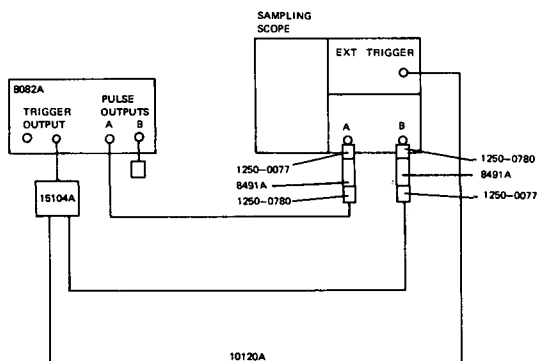 SAMPLING
SCOPE
EXT TRIGGER
8082A
TRIGGER
OUTPUT
PULSE
OUTPUTS
A B
A B
1250-0077
8491A
1250-0780
1250-0780
8491A
1250-0077
15104A
10120A